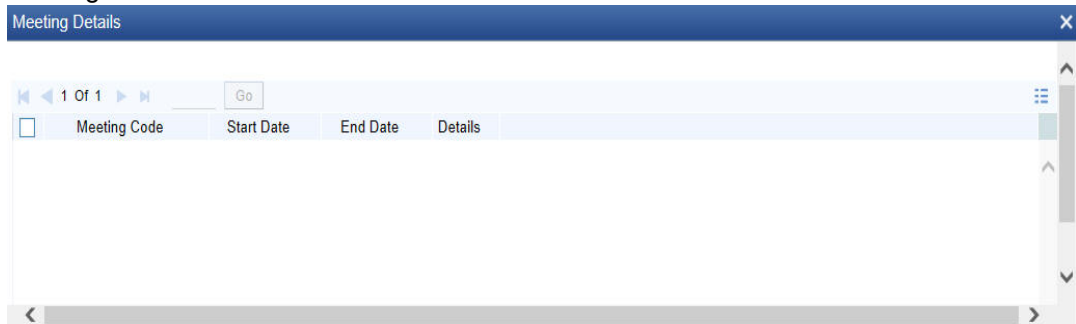 Meeting Details
1 Of 1 Go
Meeting Code Start Date End Date Details